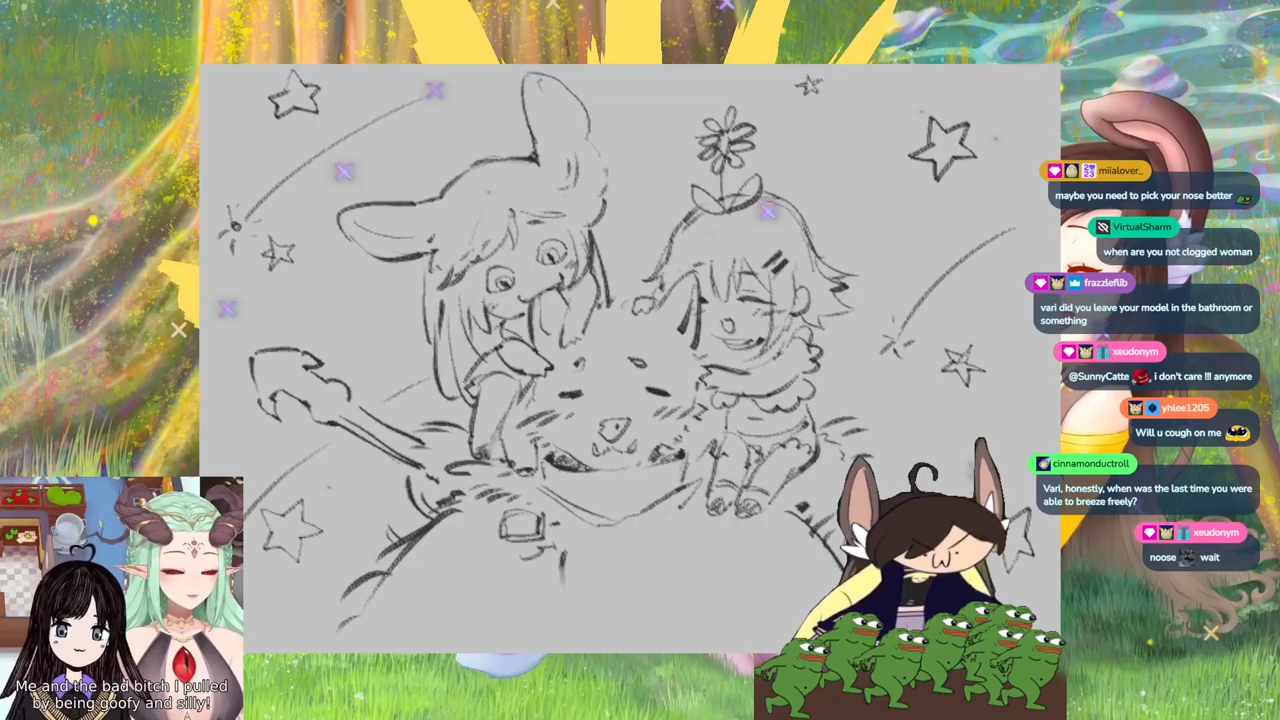 miialover_
maybe you need to pick your nose better
VirtualSharm
when are you not clogged woman
frazzleflib
vari did you leave your model in the bathroom or
something
xeudonym
@SunnyCatte i don't care !!! anymore
yhlee1205
Will u cough on me
cinnamonductroll
Vari, honestly, when was the last time you were
able to breeze freely?
xeudonym
noose wait
Me and the bad bitch I pulled
by being goofy and silly!